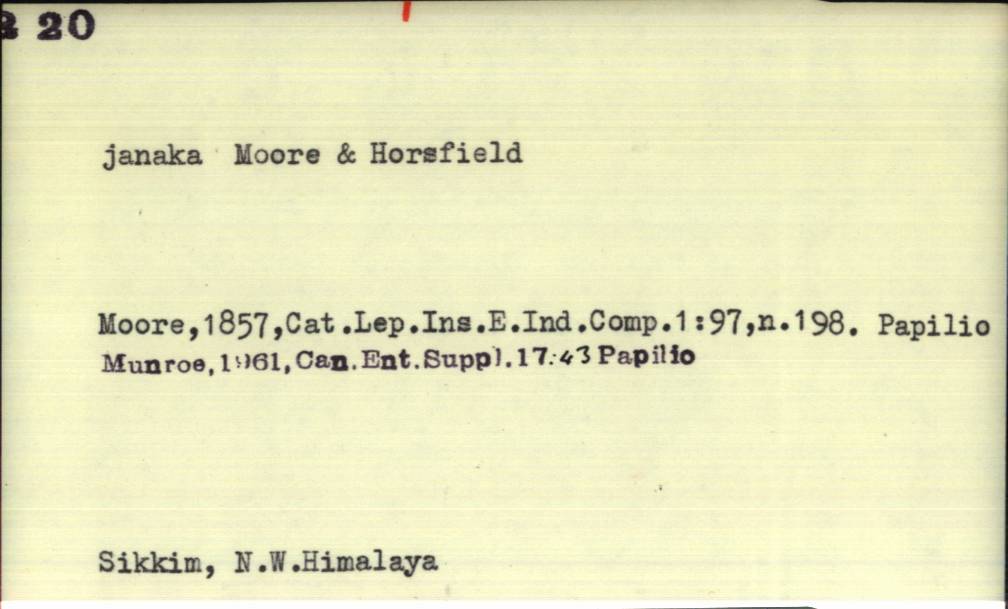 20
janaka Moore & Horsfield
Moore,1857,Cat.Lep.Ins.E.Ind.Comp.1:97,n.198. Papilio
Munroe,1961,Can.Ent.Suppl.17:43 Papilio
Sikkim, N.W.Himalaya